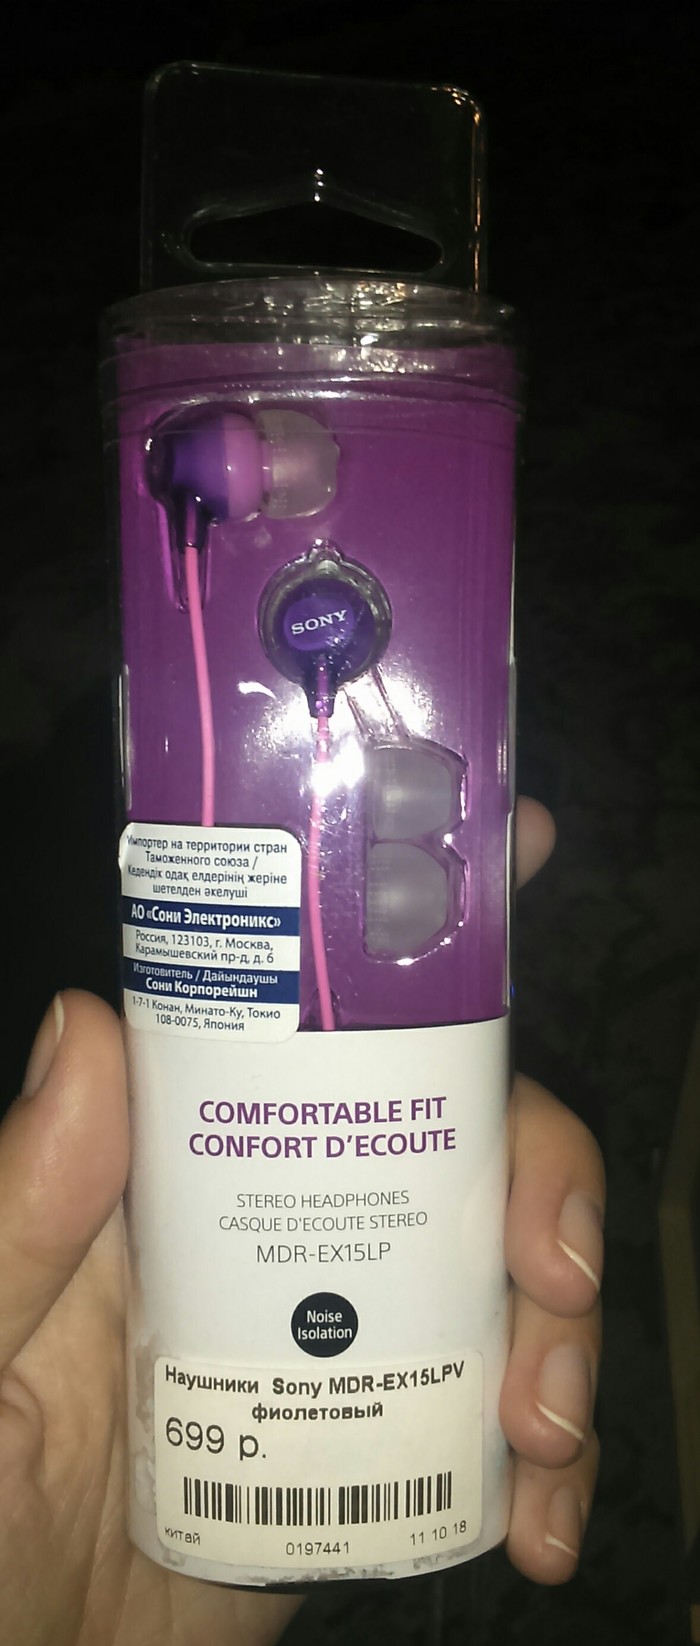 SONY
Импортер на территории стран
Таможенного союза /
Кедендік одақ елдерінің жеріне
шетелден әкелуші
АО «Сони Электроникс»
Россия, 123103, г. Москва,
Карамышевский пр-д, д. 6
Изготовитель / Дайындаушы
Сони Корпорейшн
1-7-1 Конан, Минато-Ку, Токио
108-0075, Япония
COMFORTABLE FIT
CONFORT D'ECOUTE
STEREO HEADPHONES
CASQUE D'ECOUTE STEREO
MDR-EX15LP
Noise
Isolation
Наушники Sony MDR-EX15LPV
фиолетовый
699 р.
китай 0197441 11 10 18